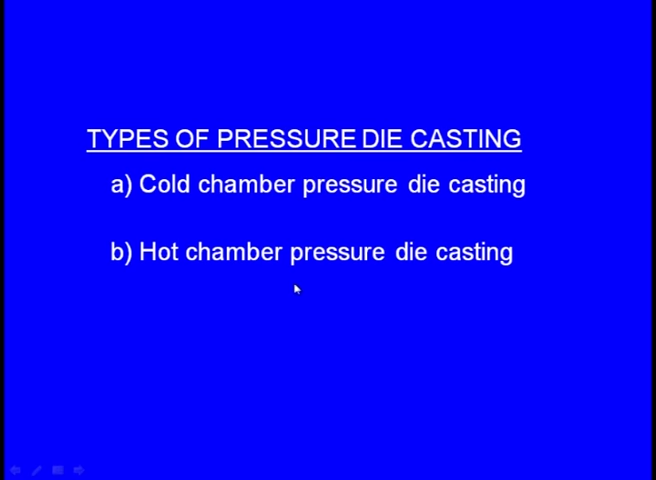 TYPES OF PRESSURE DIE CASTING
a) Cold chamber pressure die casting
b) Hot chamber pressure die casting